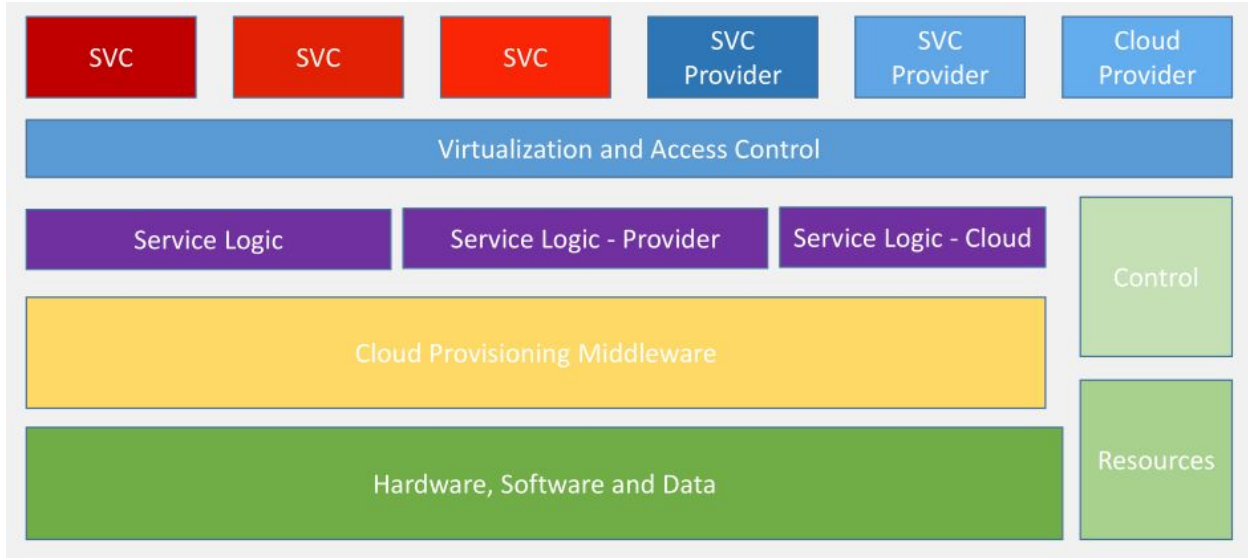 SVC
SVC
SVC
SVC
Provider
SVC
Provider
Cloud
Provider
Virtualization and Access Control
Service Logic
Service Logic - Provider
Service Logic - Cloud
Control
Cloud Provisioning Middleware
Resources
Hardware, Software and Data